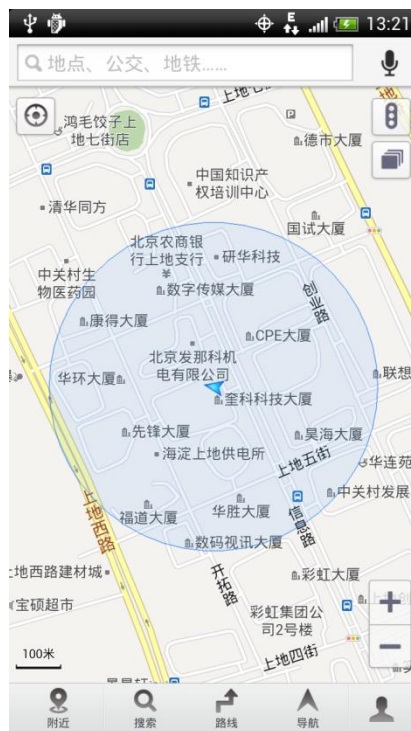 E
13:21
地点、公交、地铁……
上地七
鸿毛饺子上
地七街店
德市大厦
中国知识产
权培训中心
清华同方
国试大厦
北京农商银
行上地支行
研华科技
中关村生
物医药园
数字传媒大厦
创业路
康得大厦
CPE大厦
北京发那科机
电有限公司
华环大厦
联想
奎科科技大厦
先锋大厦
昊海大厦
海淀上地供电所
上地五街
华连苑
中关村发展
上地西路
福道大厦
华胜大厦
信息路
数码视讯大厦
上地西路建材城
开拓路
彩虹大厦
宝硕超市
彩虹集团公
司2号楼
100米
上地四街
附近
搜索
路线
导航